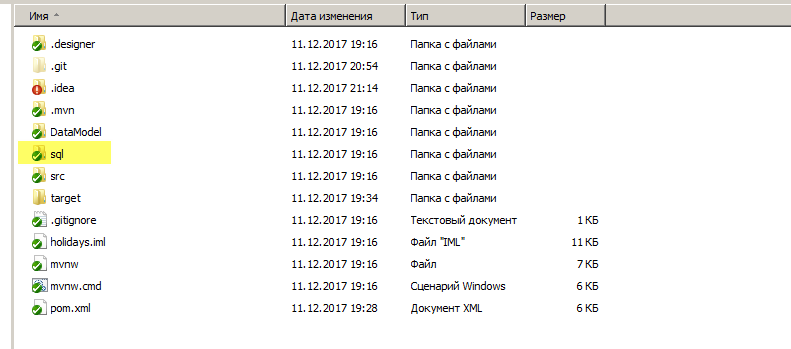 Имя Дата изменения Тип Размер
.designer 11.12.2017 19:16 Папка с файлами
.git 11.12.2017 20:54 Папка с файлами
.idea 11.12.2017 21:14 Папка с файлами
.mvn 11.12.2017 19:16 Папка с файлами
DataModel 11.12.2017 19:16 Папка с файлами
sql 11.12.2017 19:16 Папка с файлами
src 11.12.2017 19:16 Папка с файлами
target 11.12.2017 19:34 Папка с файлами
.gitignore 11.12.2017 19:16 Текстовый документ 1 КБ
holidays.iml 11.12.2017 19:16 Файл "IML" 11 КБ
mvnw 11.12.2017 19:16 Файл 7 КБ
mvnw.cmd 11.12.2017 19:16 Сценарий Windows 6 КБ
pom.xml 11.12.2017 19:28 Документ XML 6 КБ